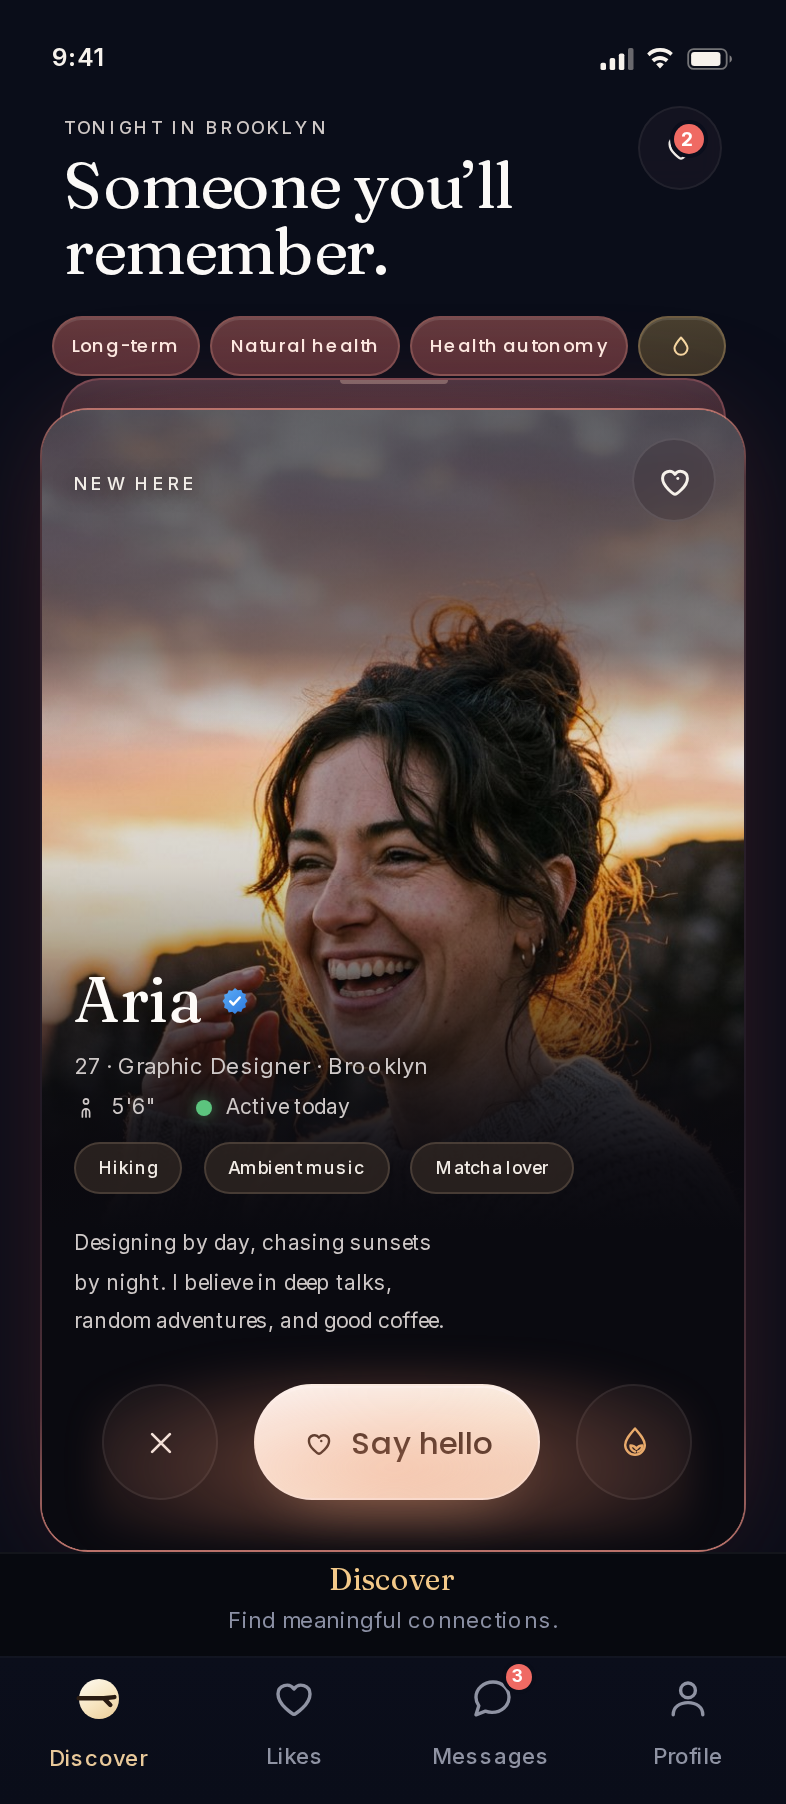 9:41
TONIGHT IN BROOKLYN
2
Someone you’ll
remember.
Long-term
Natural health
Health autonomy
NEW HERE
Aria
27 · Graphic Designer · Brooklyn
5'6"
Active today
Hiking
Ambient music
Matcha lover
Designing by day, chasing sunsets
by night. I believe in deep talks,
random adventures, and good coffee.
Say hello
Discover
Find meaningful connections.
3
Discover
Likes
Messages
Profile